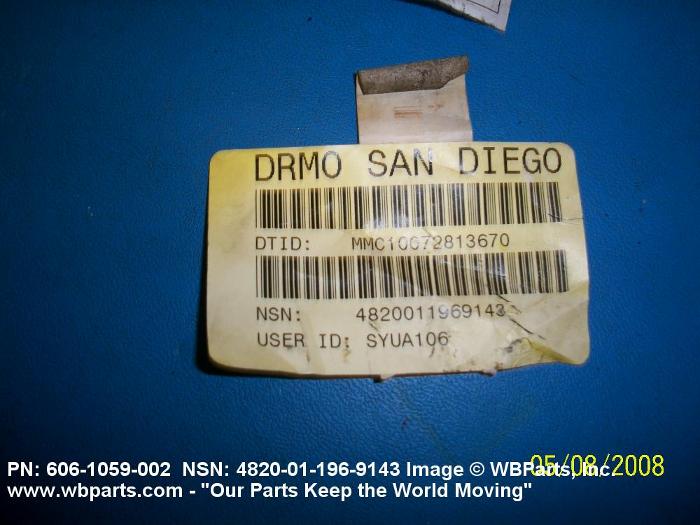 DRMO SAN DIEGO
DTID: MMC10672813670
NSN: 4820011969143
USER ID: SYUA106
PN: 606-1059-002 NSN: 4820-01-196-9143 Image © WBParts, Inc
05/08/2008
www.wbparts.com - "Our Parts Keep the World Moving"